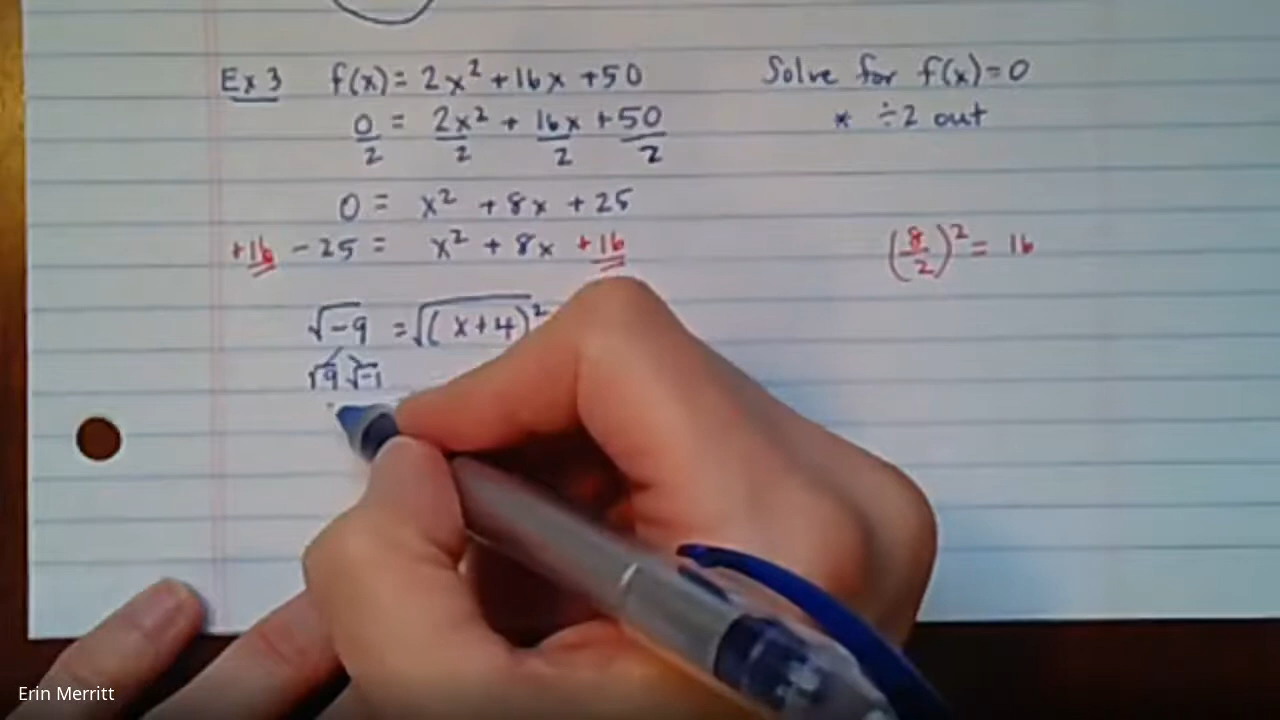 Ex 3 f(x) = 2x² + 16x + 50 Solve for f(x) = 0
0/2 = 2x²/2 + 16x/2 + 50/2 * ÷2 out
0 = x² + 8x + 25
+16 - 25 = x² + 8x + 16 (8/2)² = 16
√-9 = √(x+4)²
√9 √-1
Erin Merritt